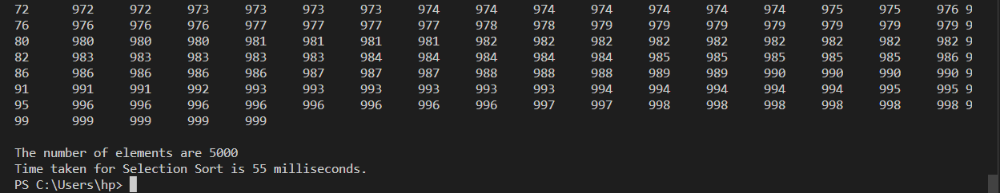 72 972 972 973 973 973 973 974 974 974 974 974 974 974 975 975 976 9
76 976 976 976 977 977 977 977 978 978 979 979 979 979 979 979 979 9
80 980 980 980 981 981 981 981 982 982 982 982 982 982 982 982 982 9
82 983 983 983 983 983 984 984 984 984 984 985 985 985 985 985 986 9
86 986 986 986 986 987 987 987 988 988 988 989 989 990 990 990 990 9
91 991 991 992 993 993 993 993 993 993 994 994 994 994 994 995 995 9
95 996 996 996 996 996 996 996 996 997 997 998 998 998 998 998 998 9
99 999 999 999 999
The number of elements are 5000
Time taken for Selection Sort is 55 milliseconds.
PS C:\Users\hp>